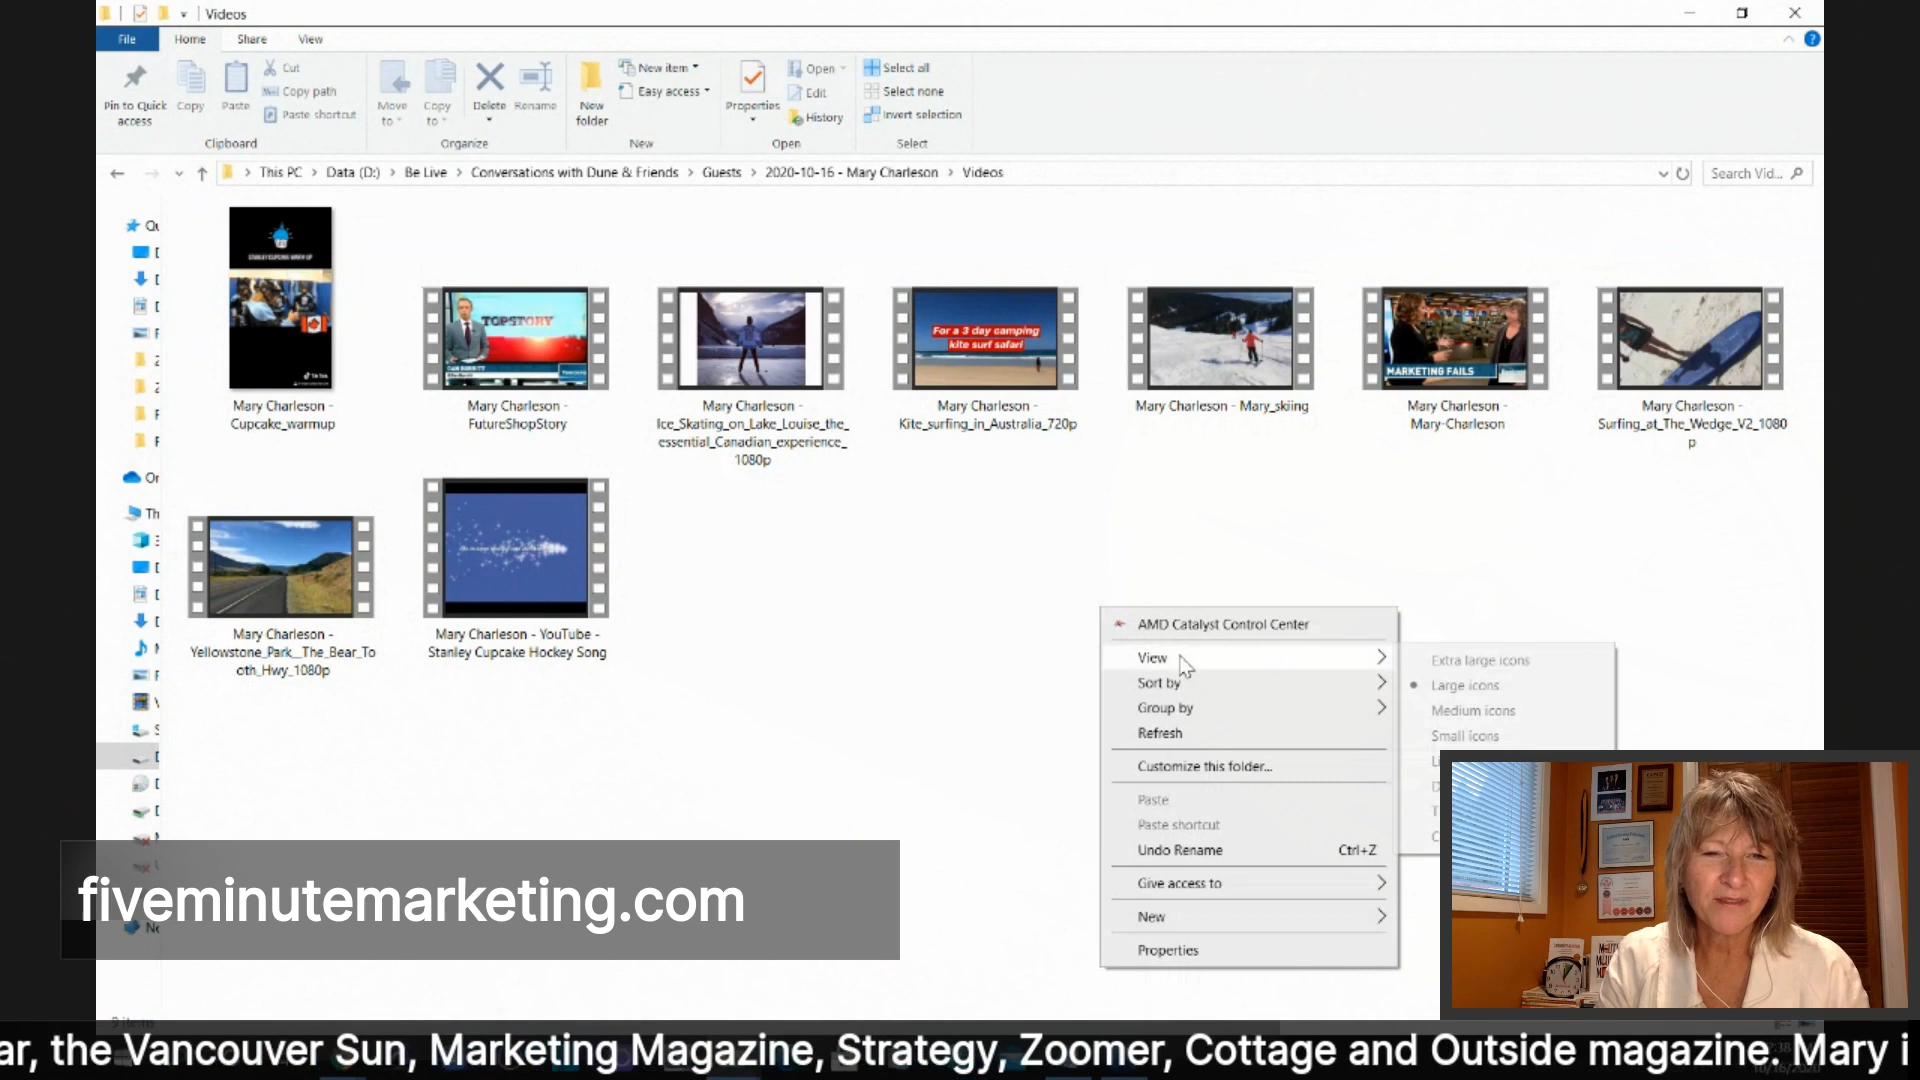 Videos
File Home Share View
Pin to Quick access
Copy
Paste
Cut
Copy path
Paste shortcut
Clipboard
Move to
Copy to
Delete
Rename
Organize
New folder
New item
Easy access
New
Properties
Open
Edit
History
Open
Select all
Select none
Invert selection
Select
This PC > Data (D:) > Be Live > Conversations with Dune & Friends > Guests > 2020-10-16 - Mary Charleson > Videos
Search Vid...
TOPSTORY
For a 3 day camping
kite surf safari
MARKETING FAILS
Mary Charleson -
Cupcake_warmup
Mary Charleson -
FutureShopStory
Mary Charleson -
Ice_Skating_on_Lake_Louise_the_
essential_Canadian_experience_
1080p
Mary Charleson -
Kite_surfing_in_Australia_720p
Mary Charleson - Mary_skiing
Mary Charleson -
Mary-Charleson
Mary Charleson -
Surfing_at_The_Wedge_V2_1080
p
Mary Charleson -
Yellowstone_Park__The_Bear_To
oth_Hwy_1080p
Mary Charleson - YouTube -
Stanley Cupcake Hockey Song
AMD Catalyst Control Center
View
Sort by
Group by
Refresh
Customize this folder...
Paste
Paste shortcut
Undo Rename Ctrl+Z
Give access to
New
Properties
Extra large icons
Large icons
Medium icons
Small icons
fiveminutemarketing.com
ar, the Vancouver Sun, Marketing Magazine, Strategy, Zoomer, Cottage and Outside magazine. Mary i